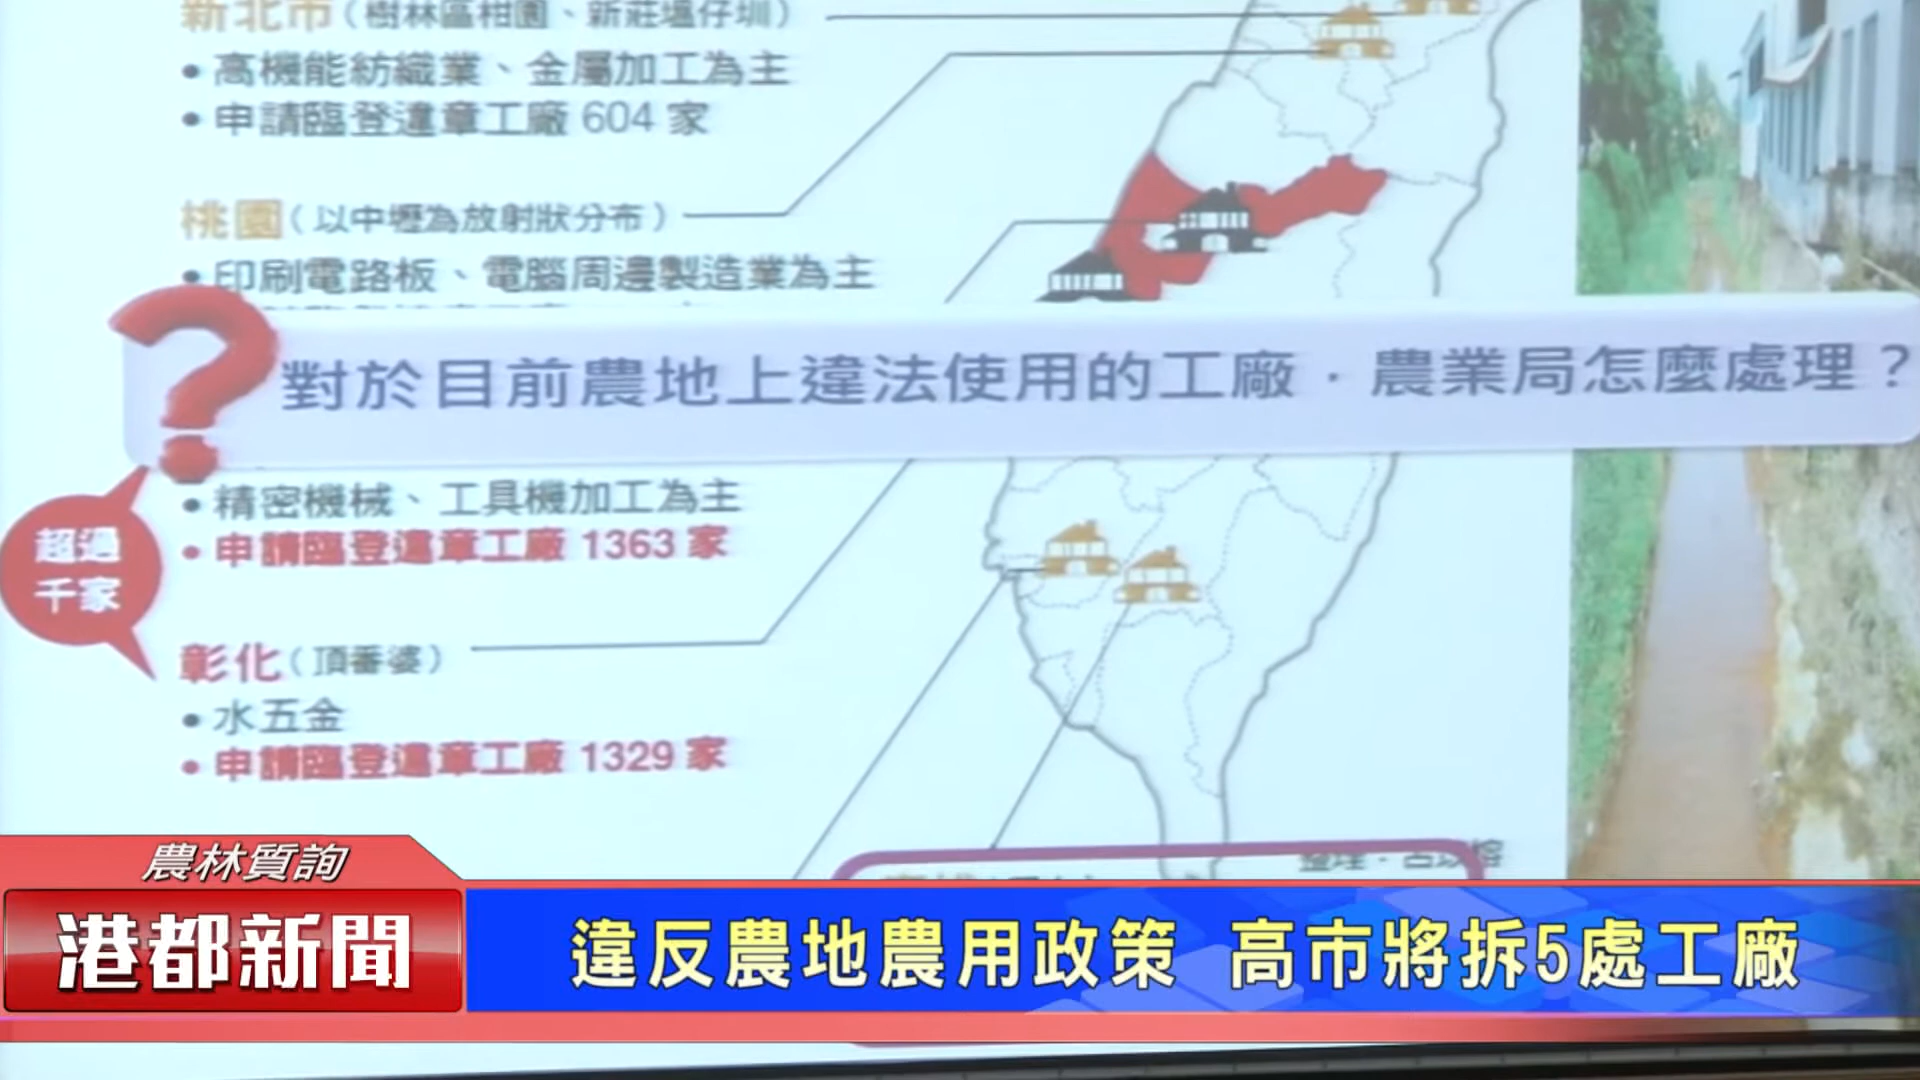 新北市（樹林區柑園、新莊塭仔圳）
•高機能紡織業、金屬加工為主
•申請臨登違章工廠 604 家
桃園（以中壢為放射狀分布）
•印刷電路板、電腦周邊製造業為主
對於目前農地上違法使用的工廠，農業局怎麼處理？
•精密機械、工具機加工為主
•申請臨登違章工廠 1363 家
超過
千家
彰化（頂番婆）
•水五金
•申請臨登違章工廠 1329 家
農林質詢
港都新聞
違反農地農用政策 高市將拆5處工廠